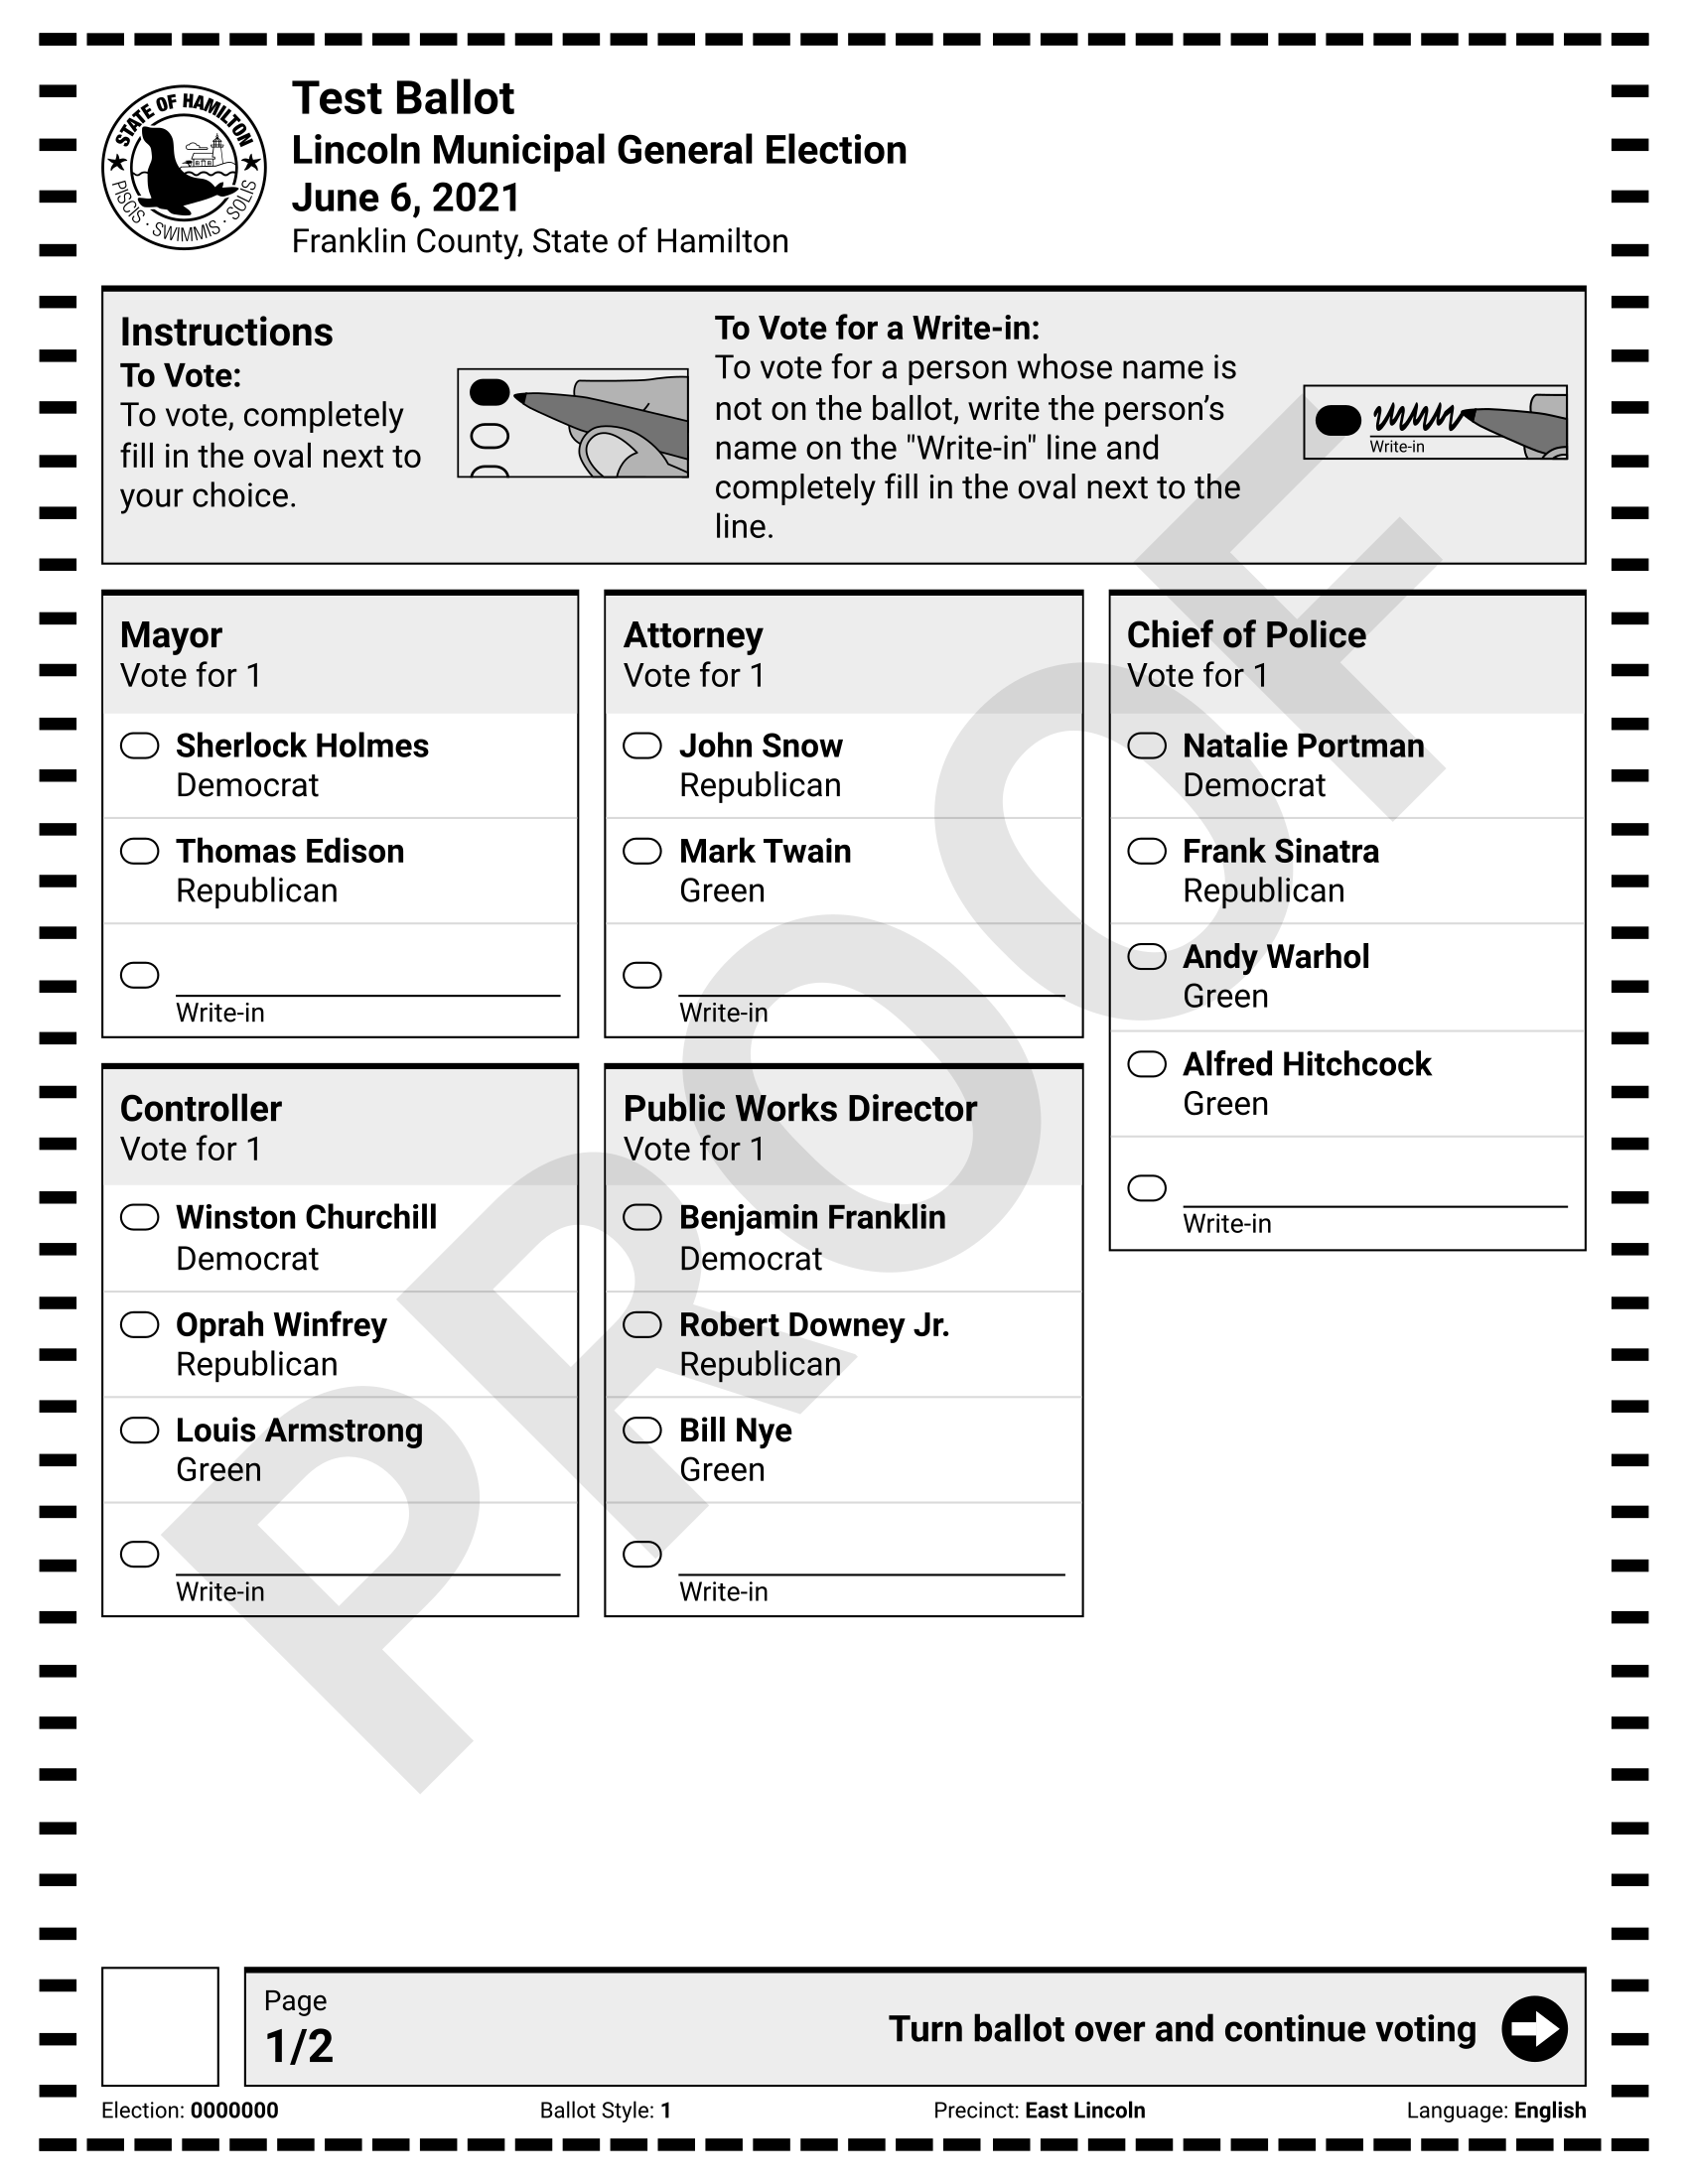 STATE OF HAMILTON
PISCIS · SWIMMIS · SOLIS
Test Ballot
Lincoln Municipal General Election
June 6, 2021
Franklin County, State of Hamilton
Instructions
To Vote:
To vote, completely
fill in the oval next to
your choice.
To Vote for a Write-in:
To vote for a person whose name is
not on the ballot, write the person’s
name on the "Write-in" line and
completely fill in the oval next to the
line.
Write-in
Mayor
Vote for 1
Sherlock Holmes
Democrat
Thomas Edison
Republican
Write-in
Controller
Vote for 1
Winston Churchill
Democrat
Oprah Winfrey
Republican
Louis Armstrong
Green
Write-in
Attorney
Vote for 1
John Snow
Republican
Mark Twain
Green
Write-in
Public Works Director
Vote for 1
Benjamin Franklin
Democrat
Robert Downey Jr.
Republican
Bill Nye
Green
Write-in
Chief of Police
Vote for 1
Natalie Portman
Democrat
Frank Sinatra
Republican
Andy Warhol
Green
Alfred Hitchcock
Green
Write-in
PROOF
Page
1/2
Turn ballot over and continue voting
Election: 0000000 Ballot Style: 1 Precinct: East Lincoln Language: English